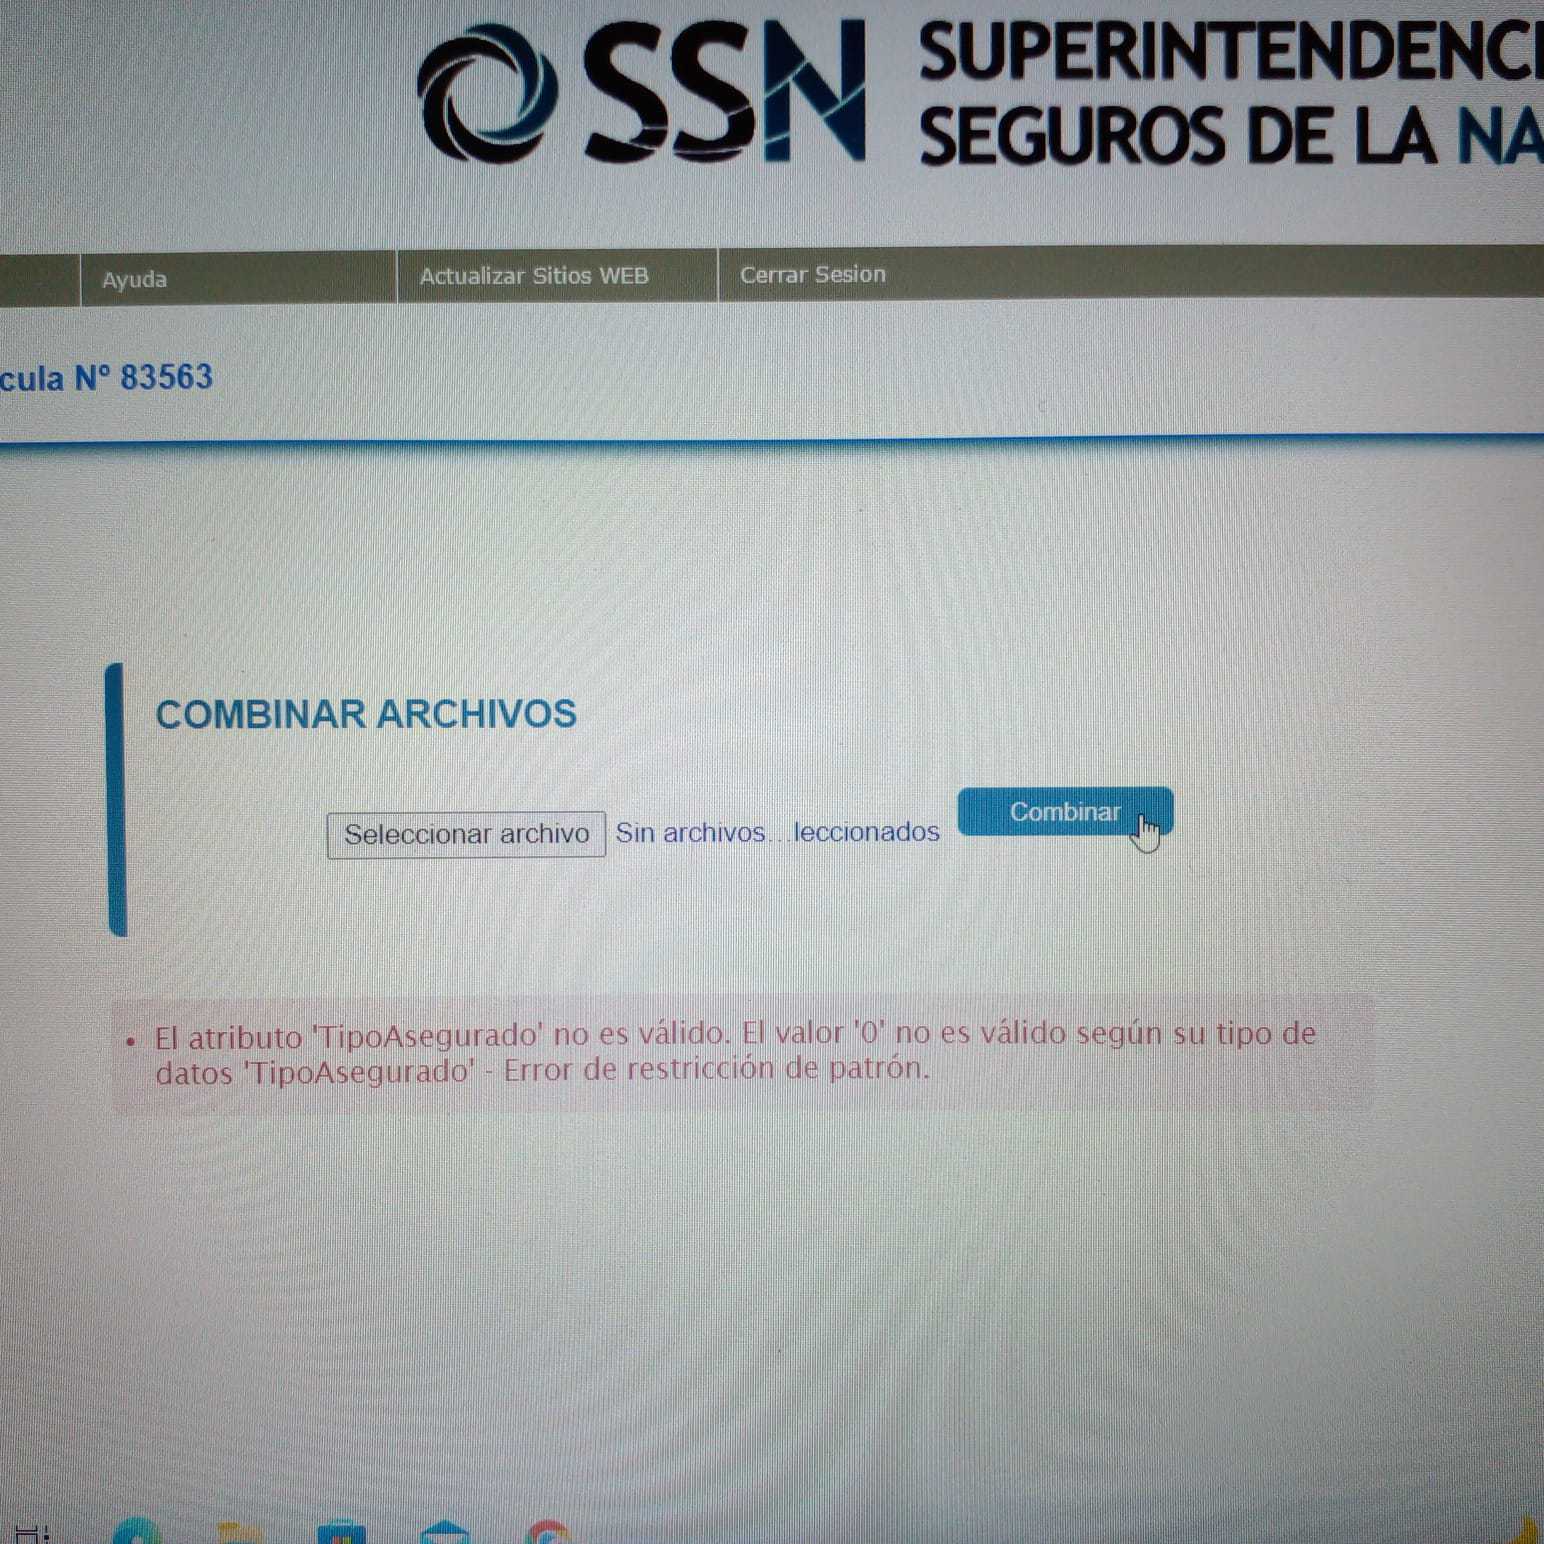 SSN
SUPERINTENDENCI
SEGUROS DE LA NA
Ayuda
Actualizar Sitios WEB
Cerrar Sesion
cula Nº 83563
COMBINAR ARCHIVOS
Seleccionar archivo
Sin archivos...leccionados
Combinar
El atributo 'TipoAsegurado' no es válido. El valor '0' no es válido según su tipo de
datos 'TipoAsegurado' - Error de restricción de patrón.